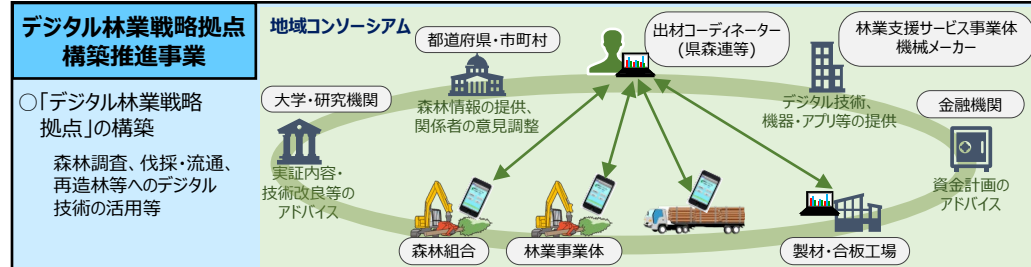 デジタル林業戦略拠点
構築推進事業
○「デジタル林業戦略
拠点」の構築
森林調査、伐採・流通、
再造林等へのデジタル
技術の活用等
地域コンソーシアム
都道府県・市町村
森林情報の提供、
関係者の意見調整
出材コーディネーター
(県森連等)
林業支援サービス事業体
機械メーカー
デジタル技術、
機器・アプリ等の提供
大学・研究機関
実証内容・
技術改良等の
アドバイス
金融機関
資金計画の
アドバイス
森林組合
林業事業体
製材・合板工場